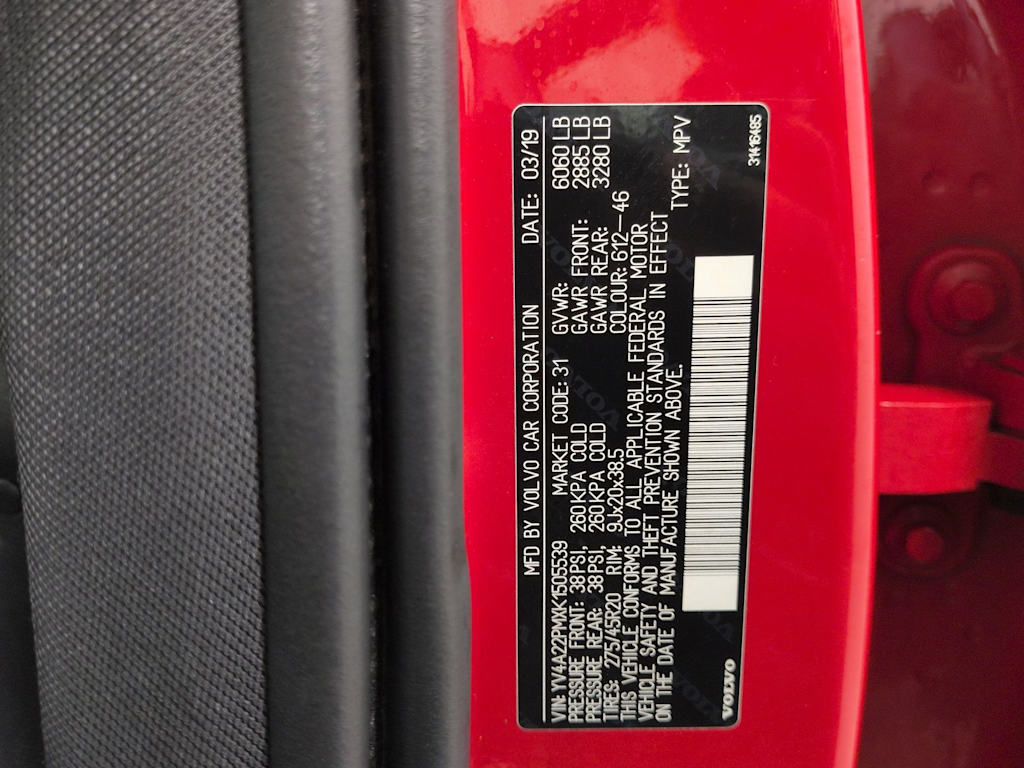 MFD BY VOLVO CAR CORPORATION DATE: 03/19
VIN: YV4A22PMXK1505539 MARKET CODE: 31 GVWR: 6060 LB
PRESSURE FRONT: 38PSI, 260KPA COLD GAWR FRONT: 2885 LB
PRESSURE REAR: 38PSI, 260KPA COLD GAWR REAR: 3280 LB
TIRES: 275/45R20 RIM: 9Jx20x38.5 COLOUR: 612–46
THIS VEHICLE CONFORMS TO ALL APPLICABLE FEDERAL MOTOR
VEHICLE SAFETY AND THEFT PREVENTION STANDARDS IN EFFECT
ON THE DATE OF MANUFACTURE SHOWN ABOVE. TYPE: MPV
VOLVO 31416485